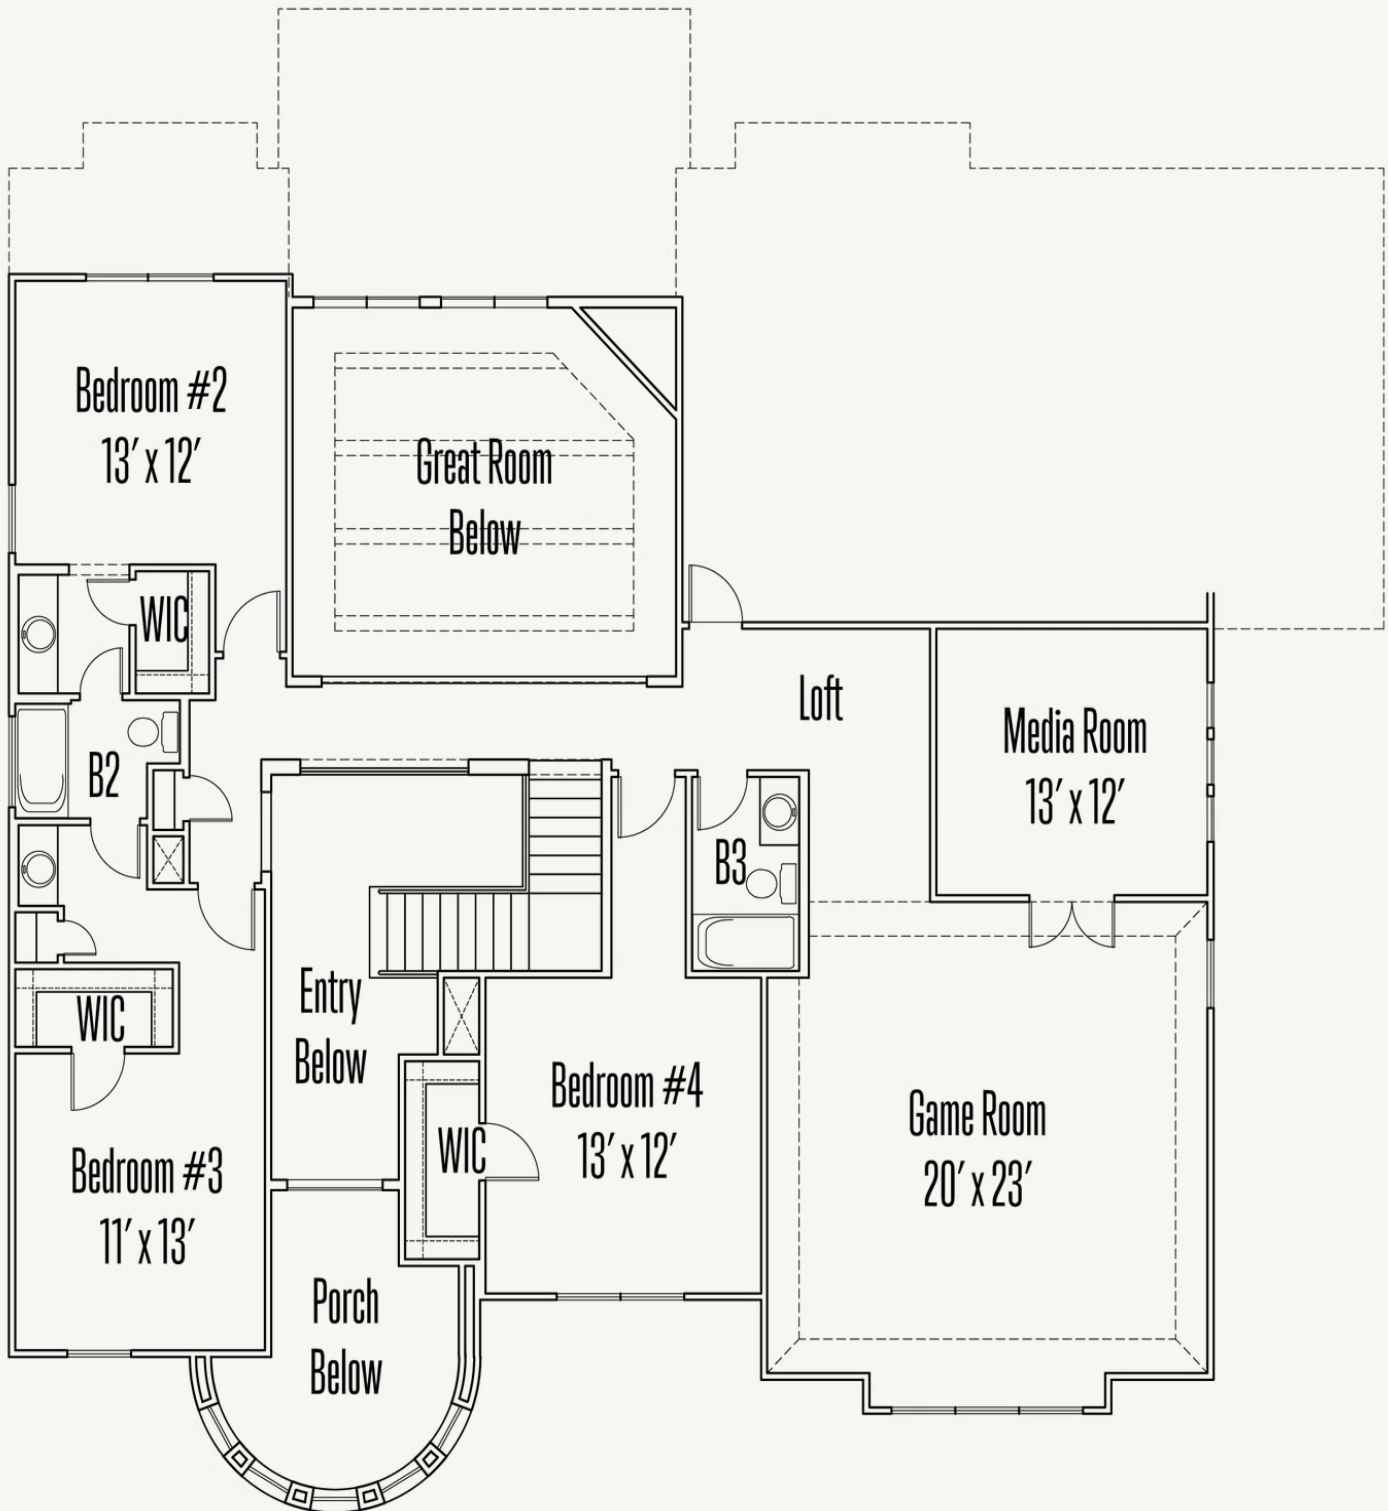 Bedroom #2
13′ x 12′
Great Room
Below
WIC
Loft
Media Room
13′ x 12′
B2
B3
WIC
Entry
Below
Bedroom #4
13′ x 12′
WIC
Game Room
20′ x 23′
Bedroom #3
11′ x 13′
Porch
Below